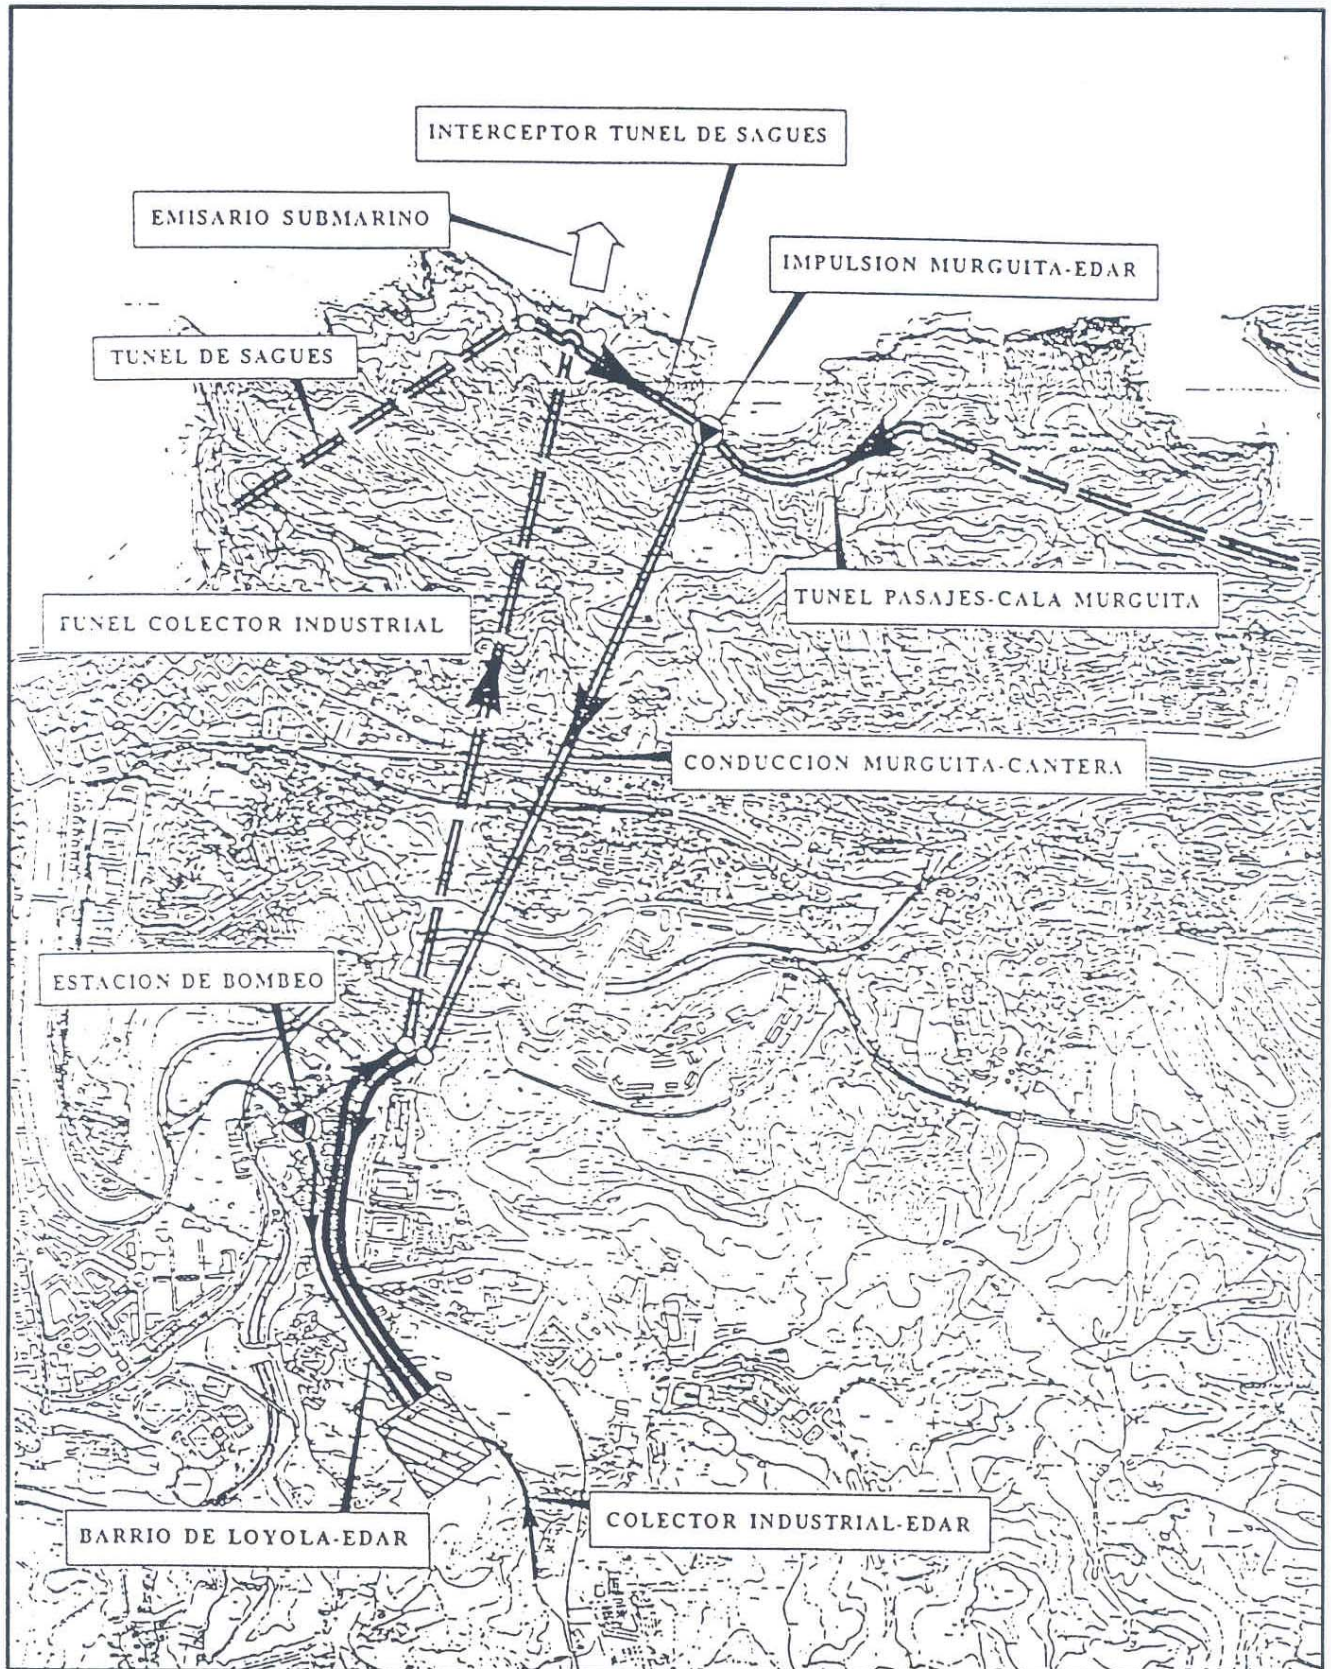 INTERCEPTOR TUNEL DE SAGUES
EMISARIO SUBMARINO
IMPULSION MURGUITA-EDAR
TUNEL DE SAGUES
TUNEL PASAJES-CALA MURGUITA
TUNEL COLECTOR INDUSTRIAL
CONDUCCION MURGUITA-CANTERA
ESTACION DE BOMBEO
COLECTOR INDUSTRIAL-EDAR
BARRIO DE LOYOLA-EDAR